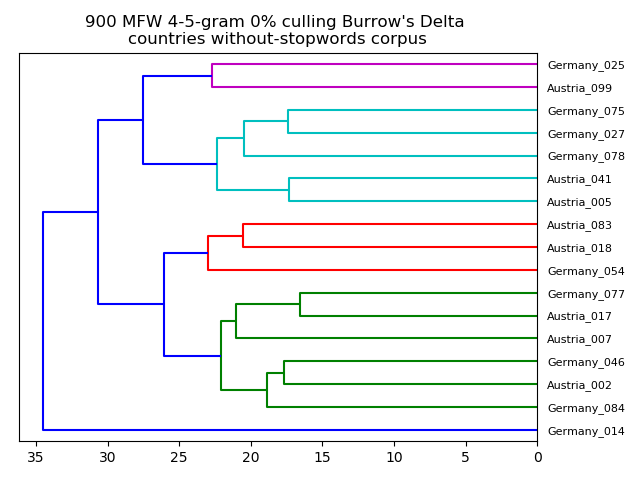 900 MFW 4-5-gram 0% culling Burrow's Delta
countries without-stopwords corpus
Germany_025
Austria_099
Germany_075
Germany_027
Germany_078
Austria_041
Austria_005
Austria_083
Austria_018
Germany_054
Germany_077
Austria_017
Austria_007
Germany_046
Austria_002
Germany_084
Germany_014
35 30 25 20 15 10 5 0